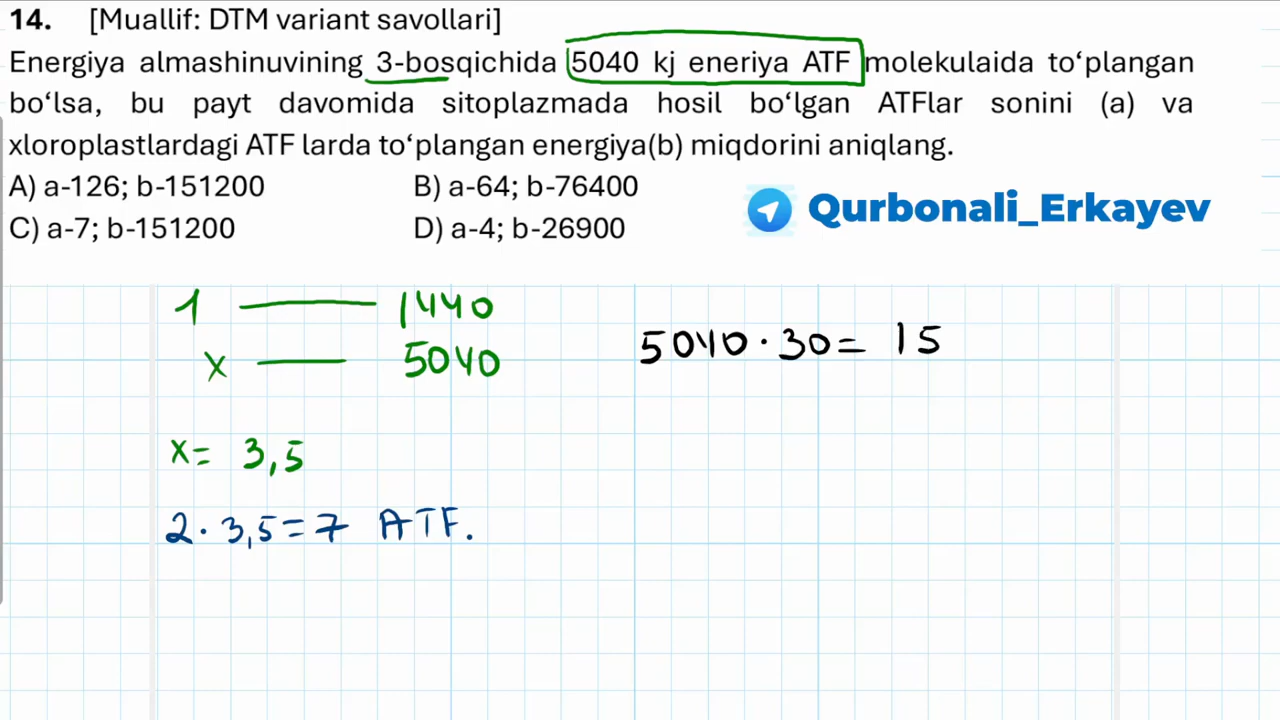 14. [Muallif: DTM variant savollari]
Energiya almashinuvining 3-bosqichida 5040 kj eneriya ATF molekulaida to‘plangan
bo‘lsa, bu payt davomida sitoplazmada hosil bo‘lgan ATFlar sonini (a) va
xloroplastlardagi ATF larda to‘plangan energiya(b) miqdorini aniqlang.
A) a-126; b-151200 B) a-64; b-76400
C) a-7; b-151200 D) a-4; b-26900
Qurbonali_Erkayev
1 —— 1440
x —— 5040
x= 3,5
2 · 3,5=7 ATF.
5040 · 30= 15